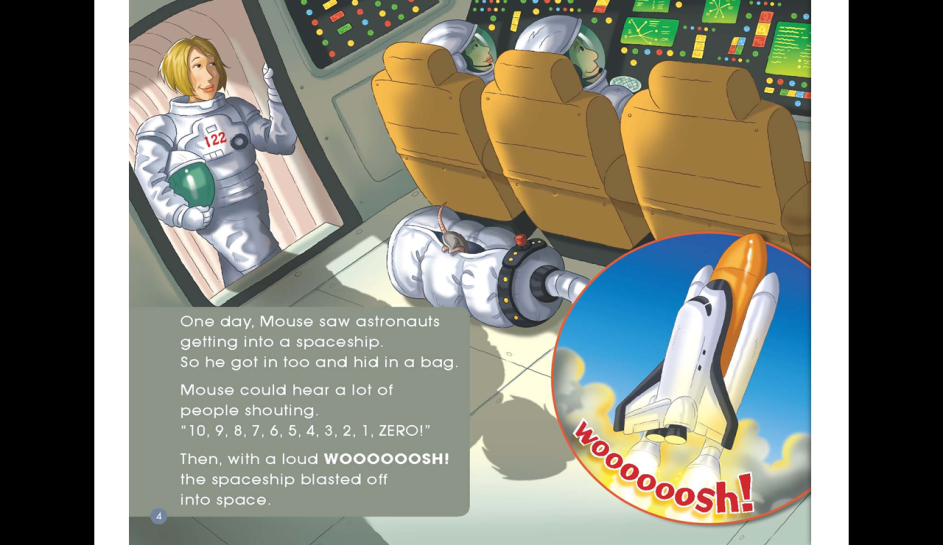 122
One day, Mouse saw astronauts
getting into a spaceship.
So he got in too and hid in a bag.
Mouse could hear a lot of
people shouting.
“10, 9, 8, 7, 6, 5, 4, 3, 2, 1, ZERO!”
Then, with a loud WOOOOOOSH!
the spaceship blasted off
into space.
woooooosh!
4